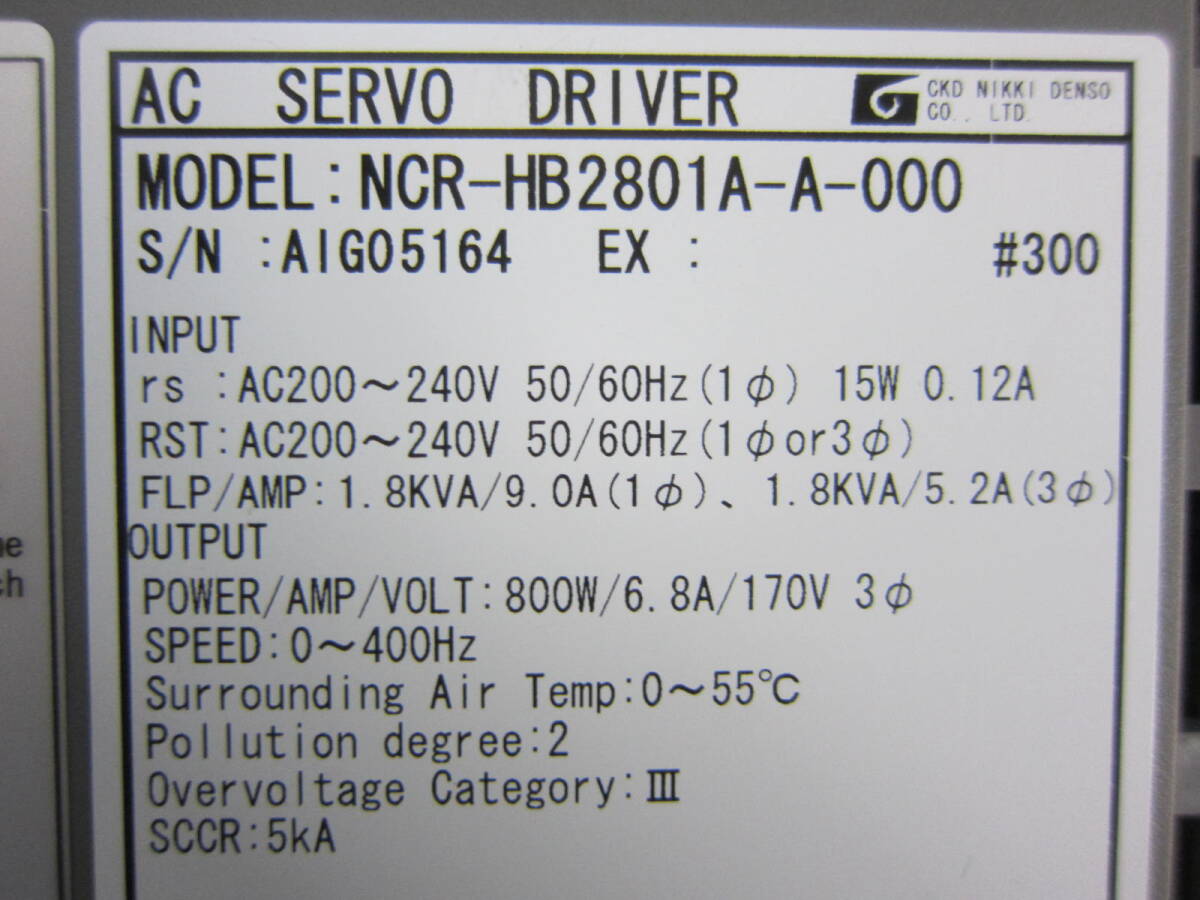 AC SERVO DRIVER
CKD NIKKI DENSO
CO., LTD.
MODEL:NCR-HB2801A-A-000
S/N :AIG05164 EX : #300
INPUT
rs :AC200～240V 50/60Hz(1φ) 15W 0.12A
RST:AC200～240V 50/60Hz(1φor3φ)
FLP/AMP:1.8KVA/9.0A(1φ)、1.8KVA/5.2A(3φ)
OUTPUT
POWER/AMP/VOLT:800W/6.8A/170V 3φ
SPEED:0～400Hz
Surrounding Air Temp:0～55℃
Pollution degree:2
Overvoltage Category:Ⅲ
SCCR:5kA